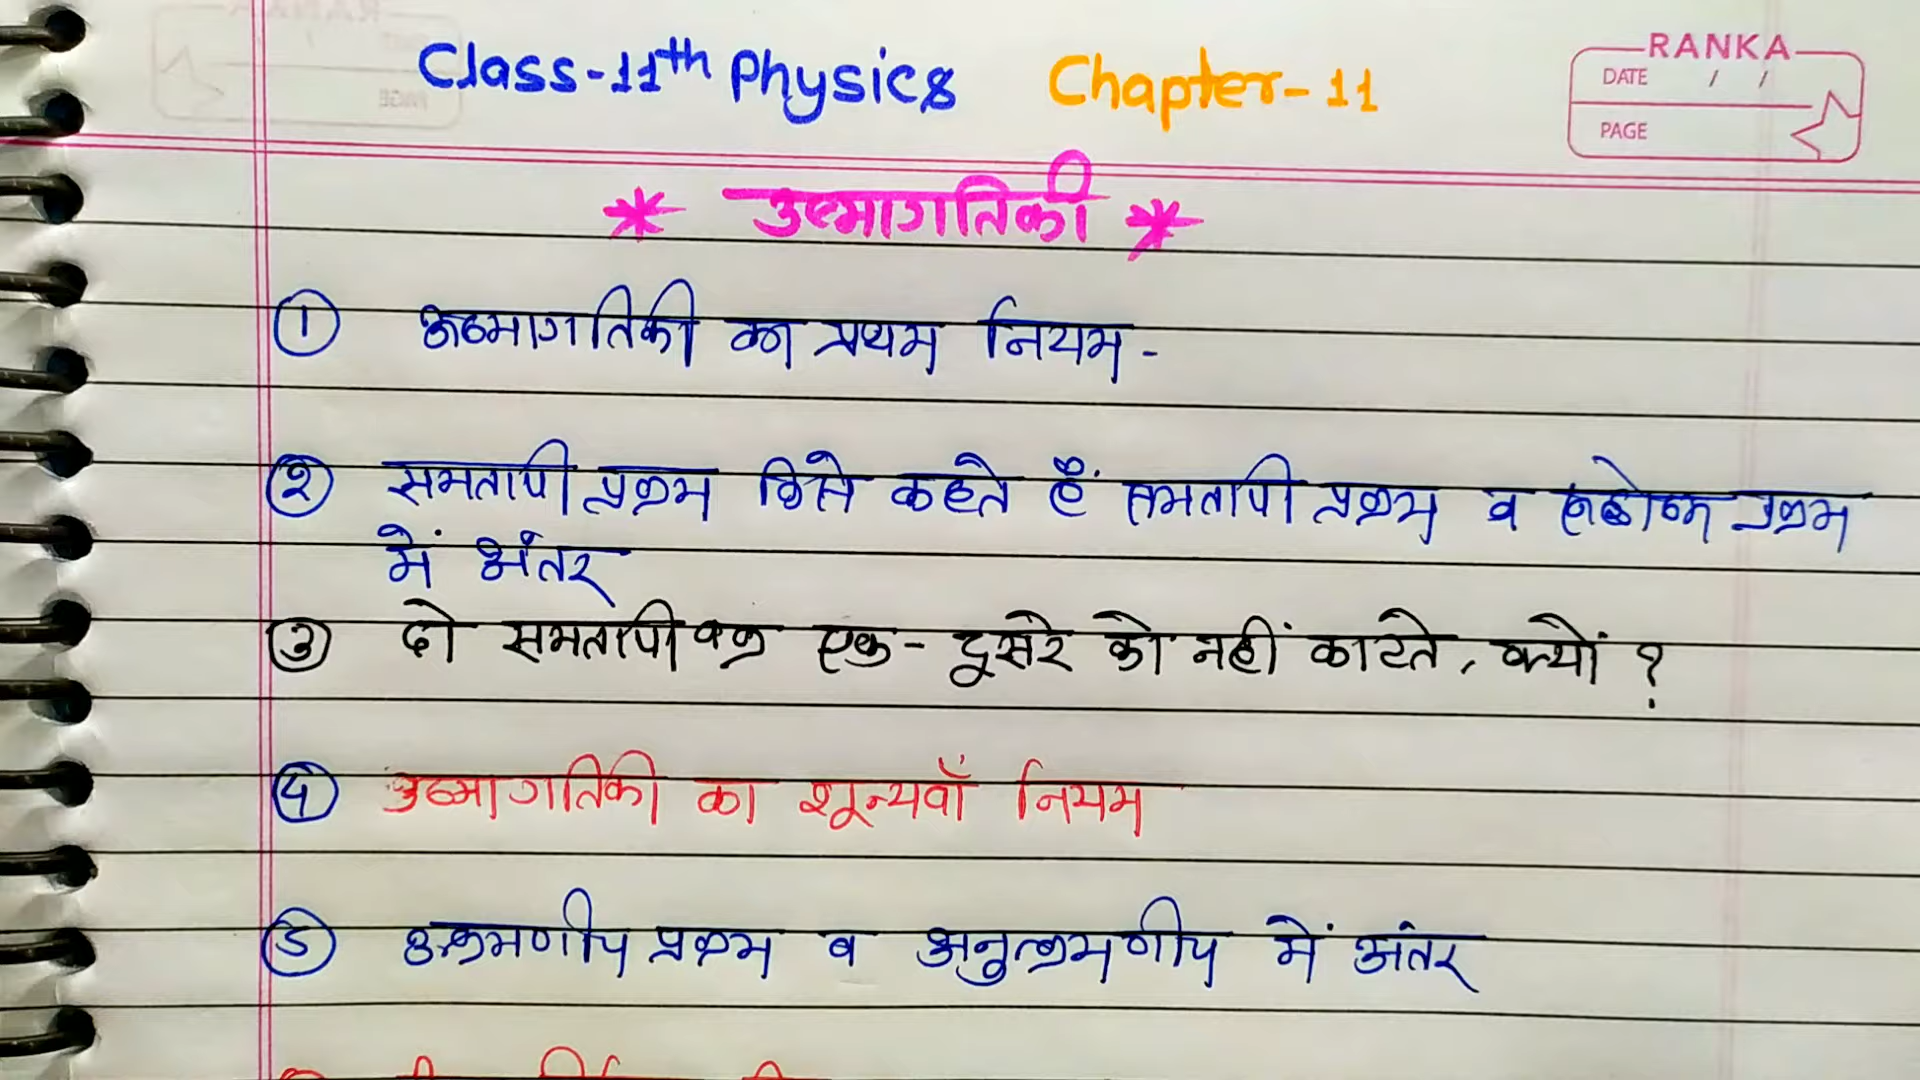 Class-11th Physics Chapter-11
RANKA
DATE / /
PAGE
* उष्मागतिकी *
① ऊष्मागतिकी का प्रथम नियम -
② समतापी प्रक्रम किसे कहते हैं समतापी प्रक्रम व रूद्धोष्म प्रक्रम
में अंतर
③ दो समतापी वक्र एक - दूसरे को नहीं काटते, क्यों ?
④ उष्मागतिकी का शून्यवाँ नियम
⑤ उत्क्रमणीय प्रक्रम व अनुत्क्रमणीय में अंतर